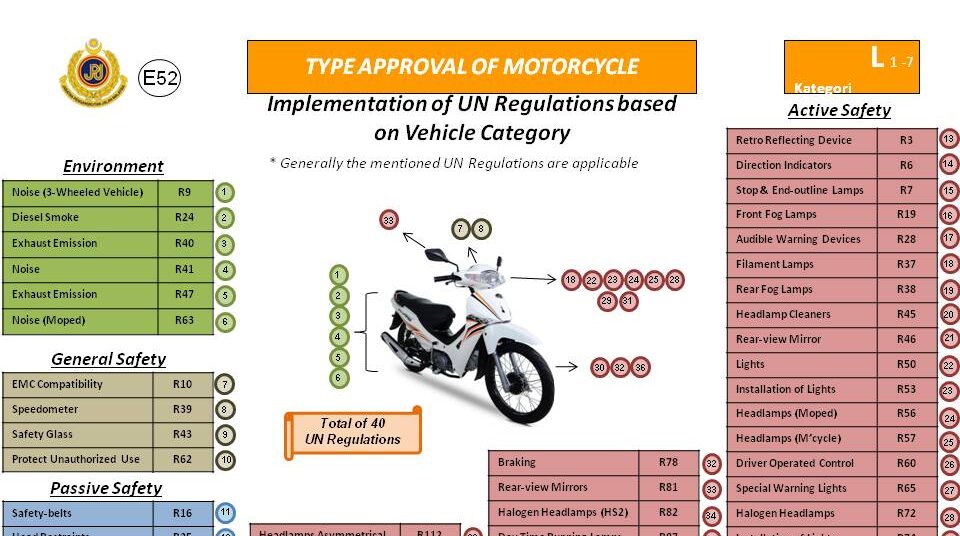 JPJ
E52
TYPE APPROVAL OF MOTORCYCLE
L 1 -7
Kategori
Implementation of UN Regulations based
on Vehicle Category
* Generally the mentioned UN Regulations are applicable
Environment
Noise (3-Wheeled Vehicle) R9 1
Diesel Smoke R24 2
Exhaust Emission R40 3
Noise R41 4
Exhaust Emission R47 5
Noise (Moped) R63 6
General Safety
EMC Compatibility R10 7
Speedometer R39 8
Safety Glass R43 9
Protect Unauthorized Use R62 10
Passive Safety
Safety-belts R16 11
33
7 8
1
2
3
4
5
6
18 22 23 24 25 28
29 31
30 32 36
Total of 40
UN Regulations
Headlamps Asymmetrical R112
Braking R78 32
Rear-view Mirrors R81 33
Halogen Headlamps (HS2) R82 34
Day Time Running Lamp R87
Active Safety
Retro Reflecting Device R3 13
Direction Indicators R6 14
Stop & End-outline Lamps R7 15
Front Fog Lamps R19 16
Audible Warning Devices R28 17
Filament Lamps R37 18
Rear Fog Lamps R38 19
Headlamp Cleaners R45 20
Rear-view Mirror R46 21
Lights R50 22
Installation of Lights R53 23
Headlamps (Moped) R56 24
Headlamps (M'cycle) R57 25
Driver Operated Control R60 26
Special Warning Lights R65 27
Halogen Headlamps R72 28